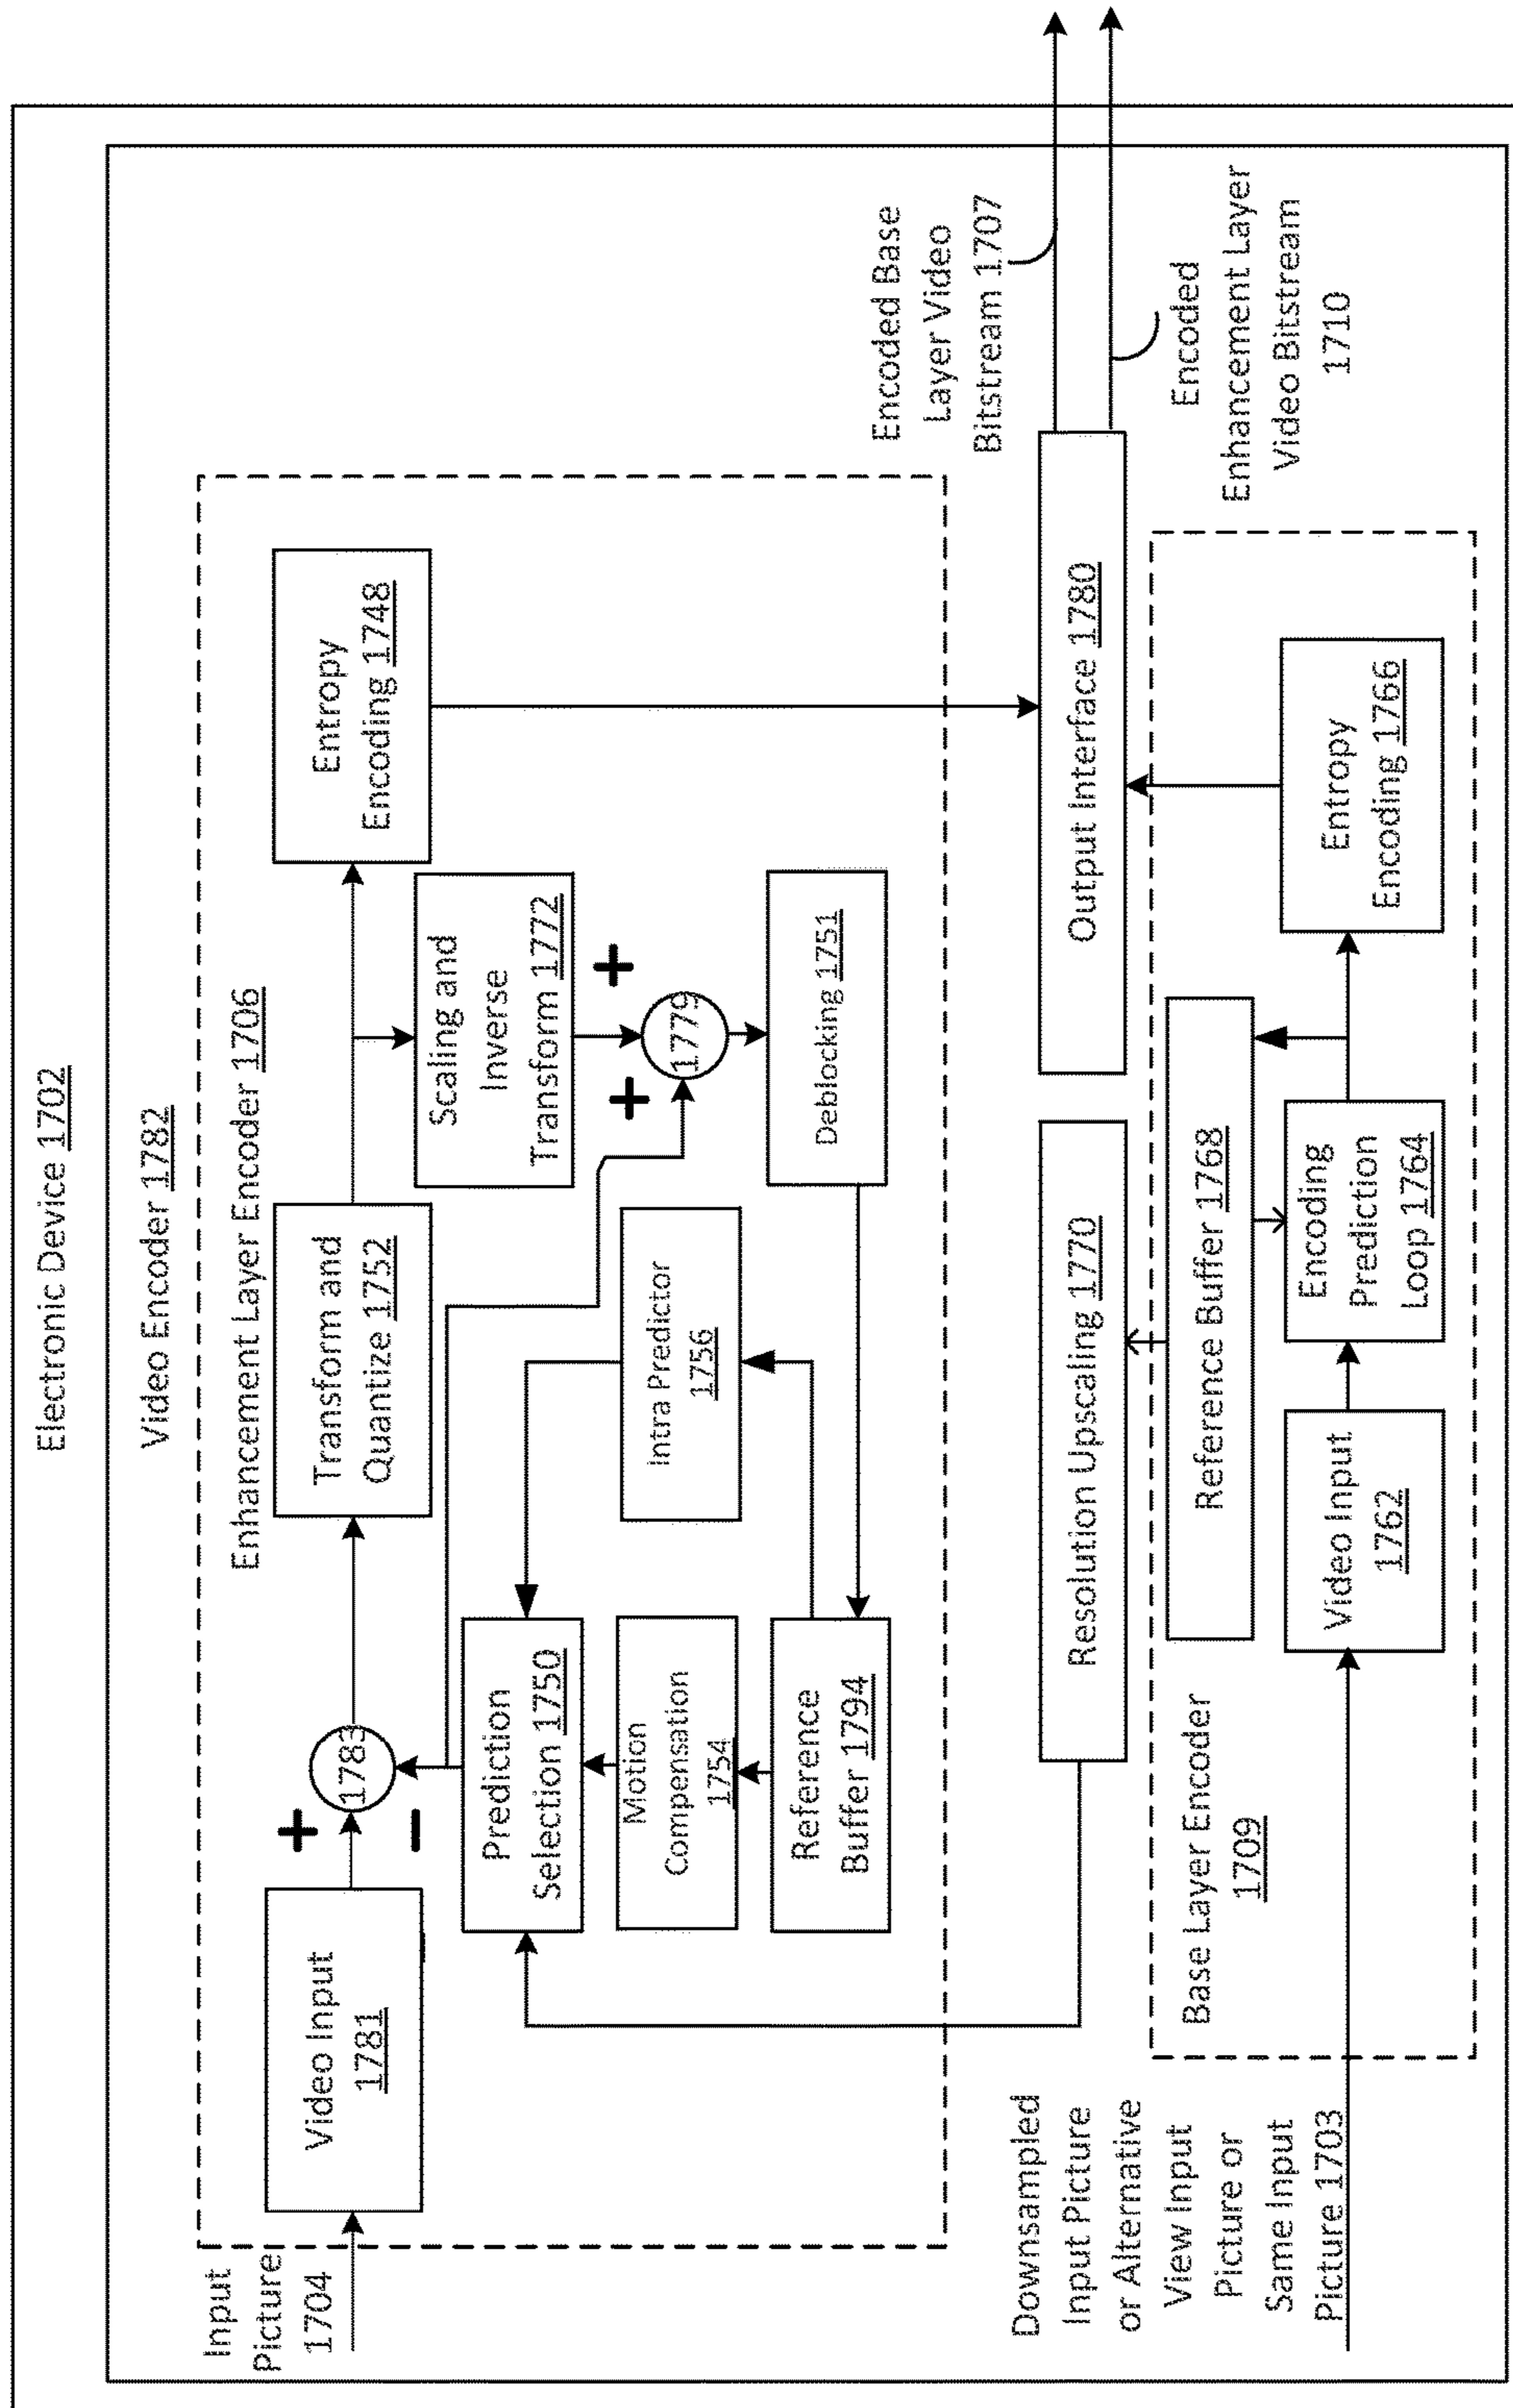 Electronic Device 1702
Video Encoder 1782
Enhancement Layer Encoder 1706
Input
Picture
1704
Video Input
1781
+
−
1783
Transform and
Quantize 1752
Entropy
Encoding 1748
Scaling and
Inverse
Transform 1772
+
+
1779
Prediction
Selection 1750
Motion
Compensation
1754
Intra Predictor
1756
Reference
Buffer 1794
Deblocking 1751
Resolution Upscaling 1770
Output Interface 1780
Encoded Base
Layer Video
Bitstream 1707
Encoded
Enhancement Layer
Video Bitstream
1710
Downsampled
Input Picture
or Alternative
View Input
Picture or
Same Input
Picture 1703
Base Layer Encoder
1709
Reference Buffer 1768
Video Input
1762
Encoding
Prediction
Loop 1764
Entropy
Encoding 1766